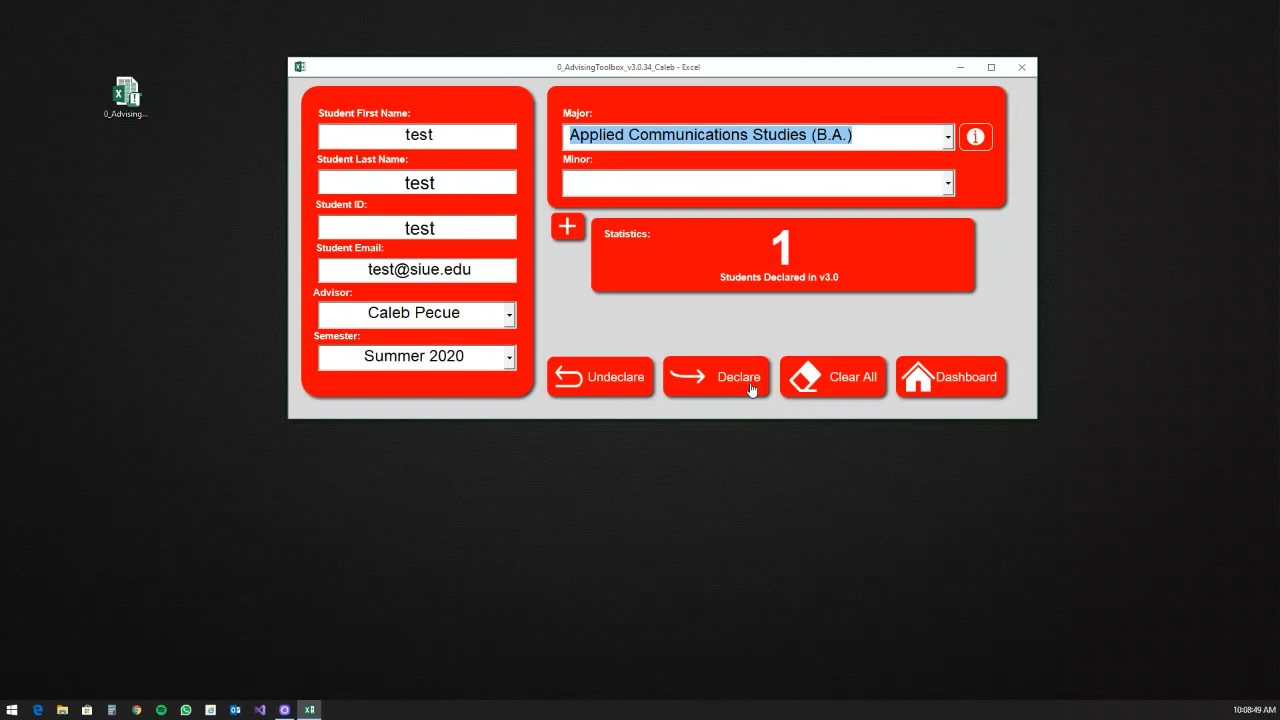 0_AdvisingToolbox_v3.0.34_Caleb - Excel
0_Advising...
Student First Name:
test
Student Last Name:
test
Student ID:
test
Student Email:
test@siue.edu
Advisor:
Caleb Pecue
Semester:
Summer 2020
Major:
Applied Communications Studies (B.A.)
Minor:
Statistics:
1
Students Declared in v3.0
Undeclare
Declare
Clear All
Dashboard
10:08:49 AM